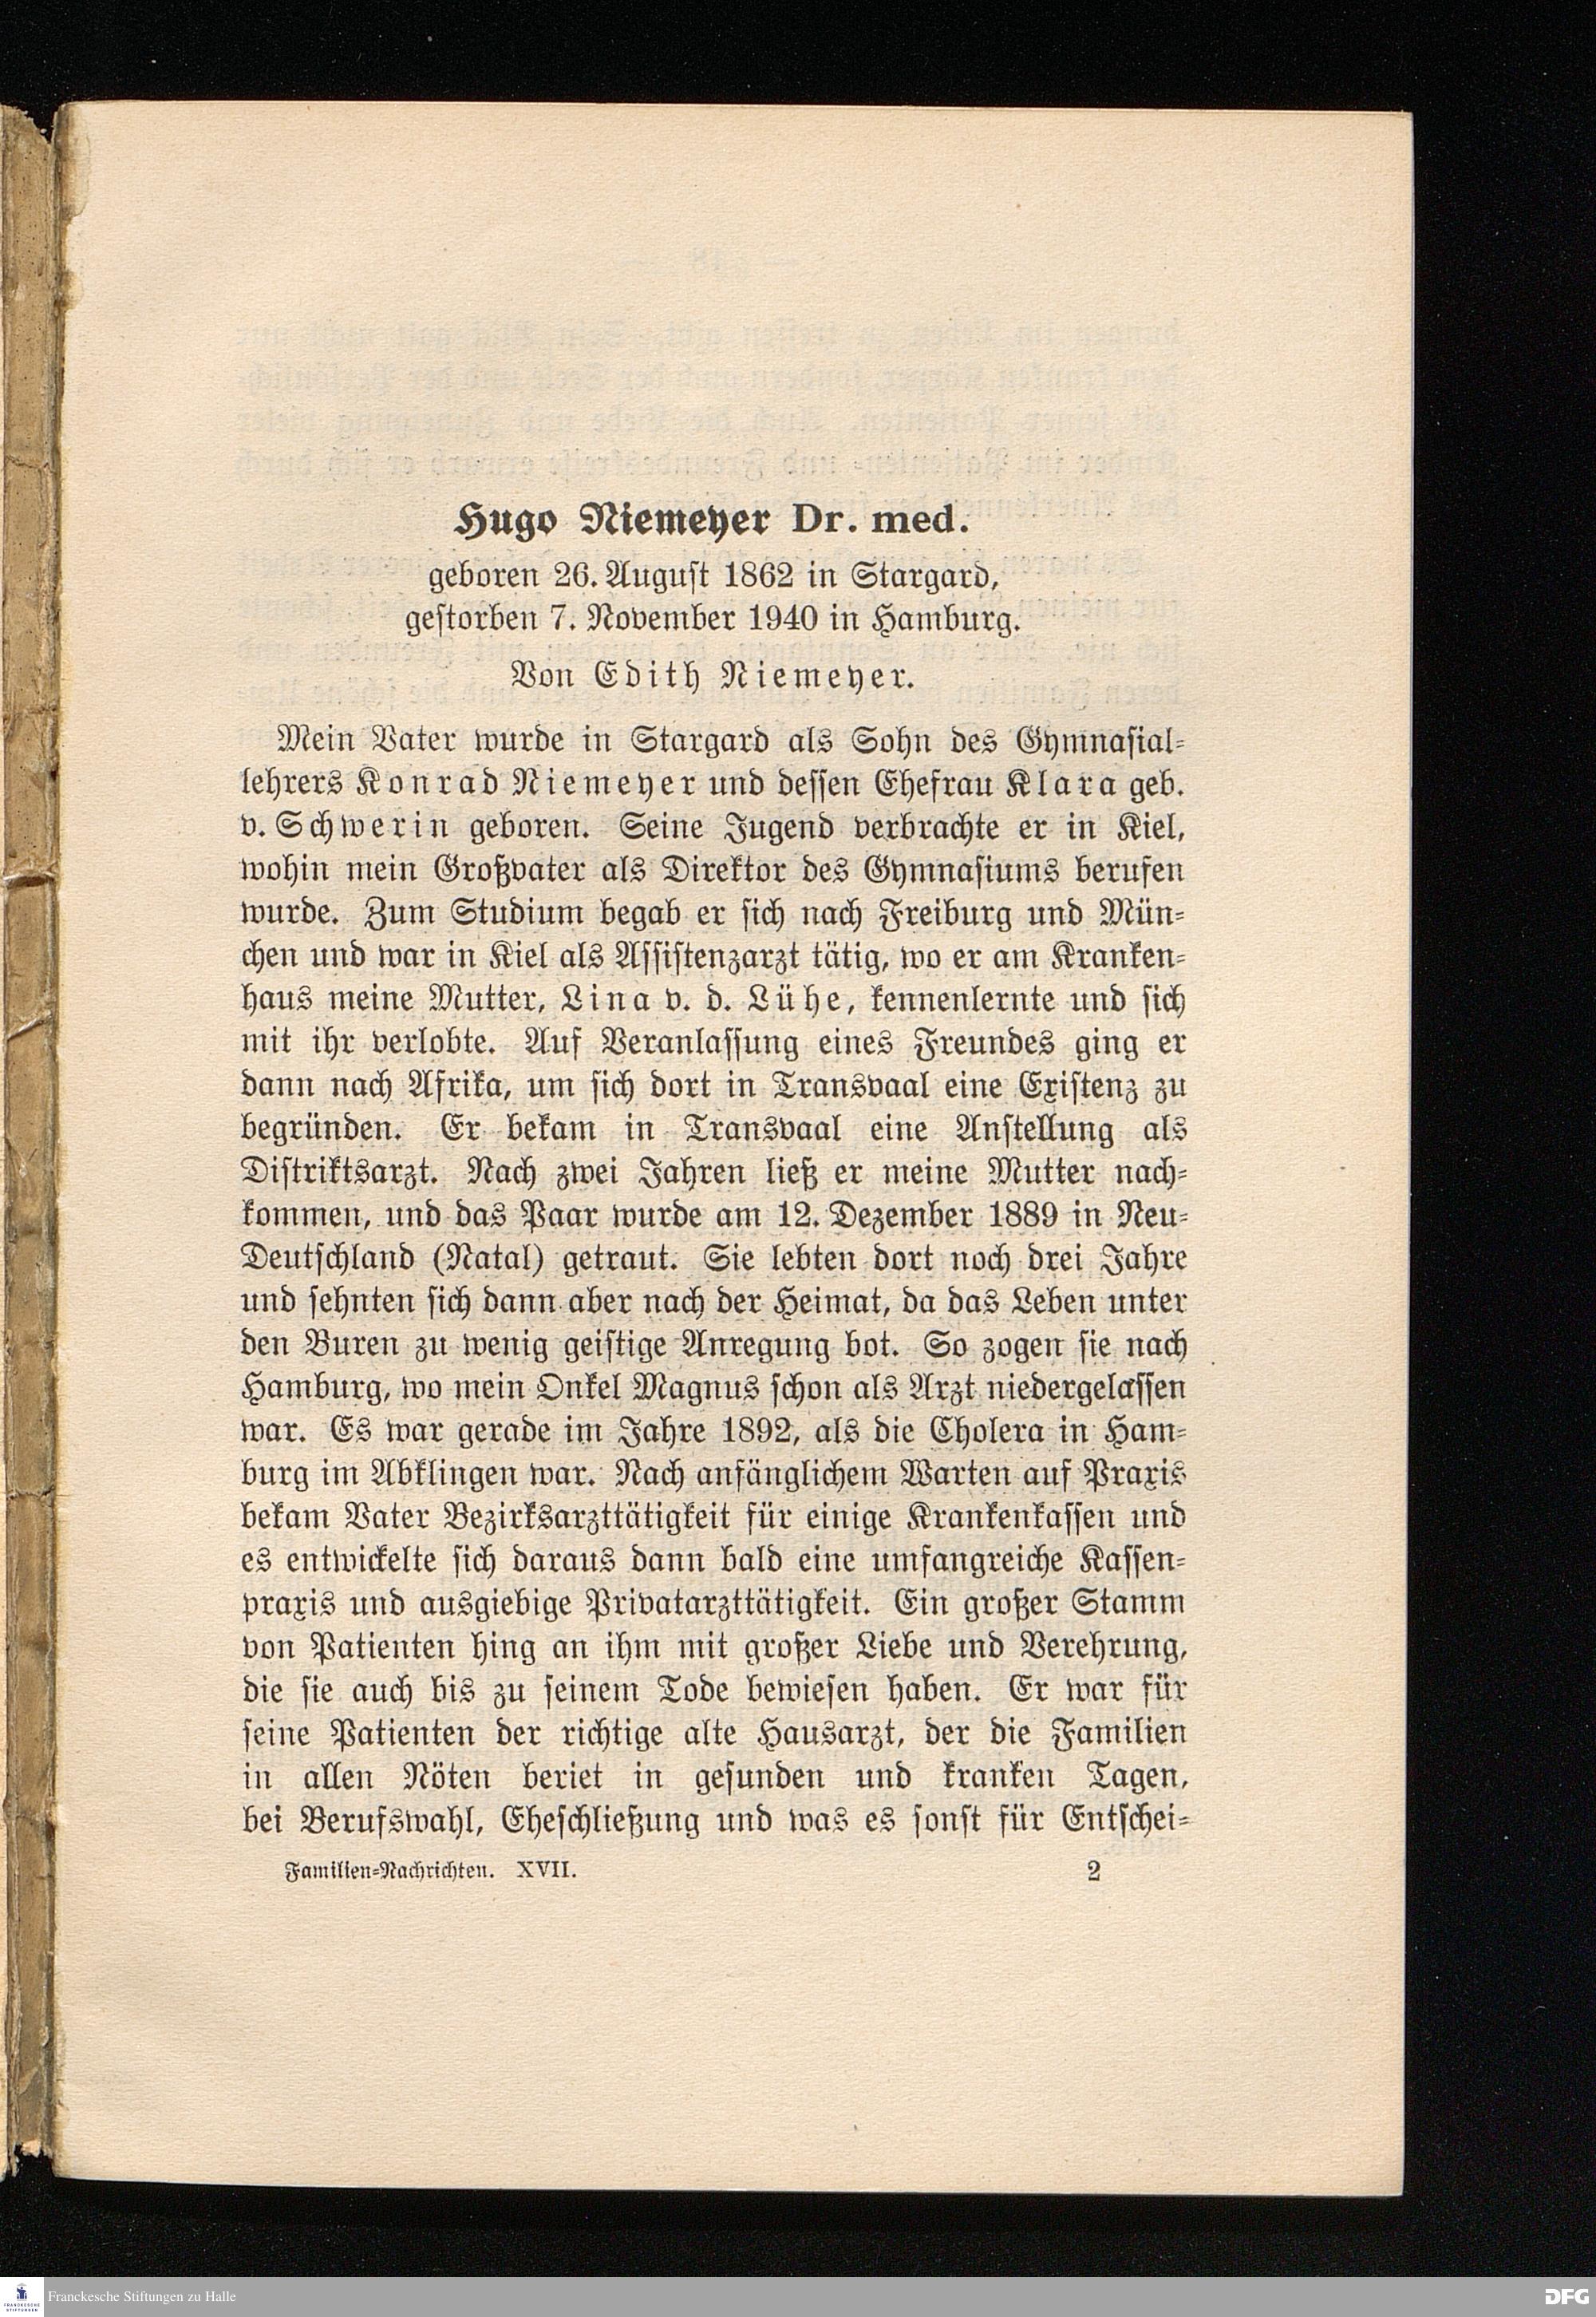 Hugo Niemeyer Dr. med.
geboren 26. August 1862 in Stargard,
gestorben 7. November 1940 in Hamburg.
Von Edith Niemeyer.
Mein Vater wurde in Stargard als Sohn des Gymnasial-
lehrers Konrad Niemeyer und dessen Ehefrau Klara geb.
v. Schwerin geboren. Seine Jugend verbrachte er in Kiel,
wohin mein Großvater als Direktor des Gymnasiums berufen
wurde. Zum Studium begab er sich nach Freiburg und Mün-
chen und war in Kiel als Assistenzarzt tätig, wo er am Kranken-
haus meine Mutter, Lina v. d. Lühe, kennenlernte und sich
mit ihr verlobte. Auf Veranlassung eines Freundes ging er
dann nach Afrika, um sich dort in Transvaal eine Existenz zu
begründen. Er bekam in Transvaal eine Anstellung als
Distriktsarzt. Nach zwei Jahren ließ er meine Mutter nach-
kommen, und das Paar wurde am 12. Dezember 1889 in Neu-
Deutschland (Natal) getraut. Sie lebten dort noch drei Jahre
und sehnten sich dann aber nach der Heimat, da das Leben unter
den Buren zu wenig geistige Anregung bot. So zogen sie nach
Hamburg, wo mein Onkel Magnus schon als Arzt niedergelassen
war. Es war gerade im Jahre 1892, als die Cholera in Ham-
burg im Abklingen war. Nach anfänglichem Warten auf Praxis
bekam Vater Bezirksarzttätigkeit für einige Krankenkassen und
es entwickelte sich daraus dann bald eine umfangreiche Kassen-
praxis und ausgiebige Privatarzttätigkeit. Ein großer Stamm
von Patienten hing an ihm mit großer Liebe und Verehrung,
die sie auch bis zu seinem Tode bewiesen haben. Er war für
seine Patienten der richtige alte Hausarzt, der die Familien
in allen Nöten beriet in gesunden und kranken Tagen,
bei Berufswahl, Eheschließung und was es sonst für Entschei-
Familien-Nachrichten. XVII. 2
FRANCKESCHE
STIFTUNGEN
Franckesche Stiftungen zu Halle
DFG